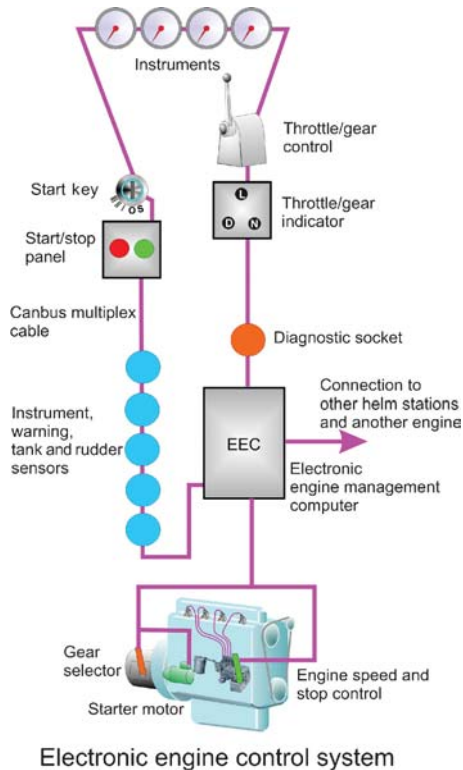 Instruments
Throttle/gear
control
Start key
Throttle/gear
indicator
L
D
N
Start/stop
panel
Canbus multiplex
cable
Diagnostic socket
Connection to
other helm stations
and another engine
Instrument,
warning,
tank and rudder
sensors
EEC
Electronic
engine management
computer
Gear
selector
Starter motor
Engine speed and
stop control
Electronic engine control system